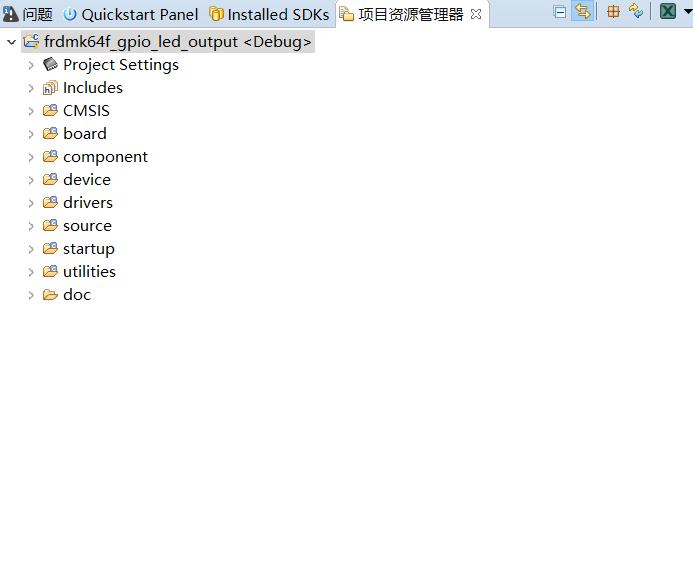 问题 Quickstart Panel Installed SDKs 项目资源管理器
frdmk64f_gpio_led_output <Debug>
Project Settings
Includes
CMSIS
board
component
device
drivers
source
startup
utilities
doc